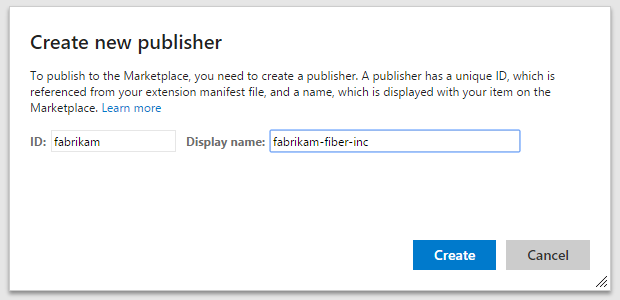 Create new publisher
To publish to the Marketplace, you need to create a publisher. A publisher has a unique ID, which is
referenced from your extension manifest file, and a name, which is displayed with your item on the
Marketplace. Learn more
ID: fabrikam Display name: fabrikam-fiber-inc
Create Cancel